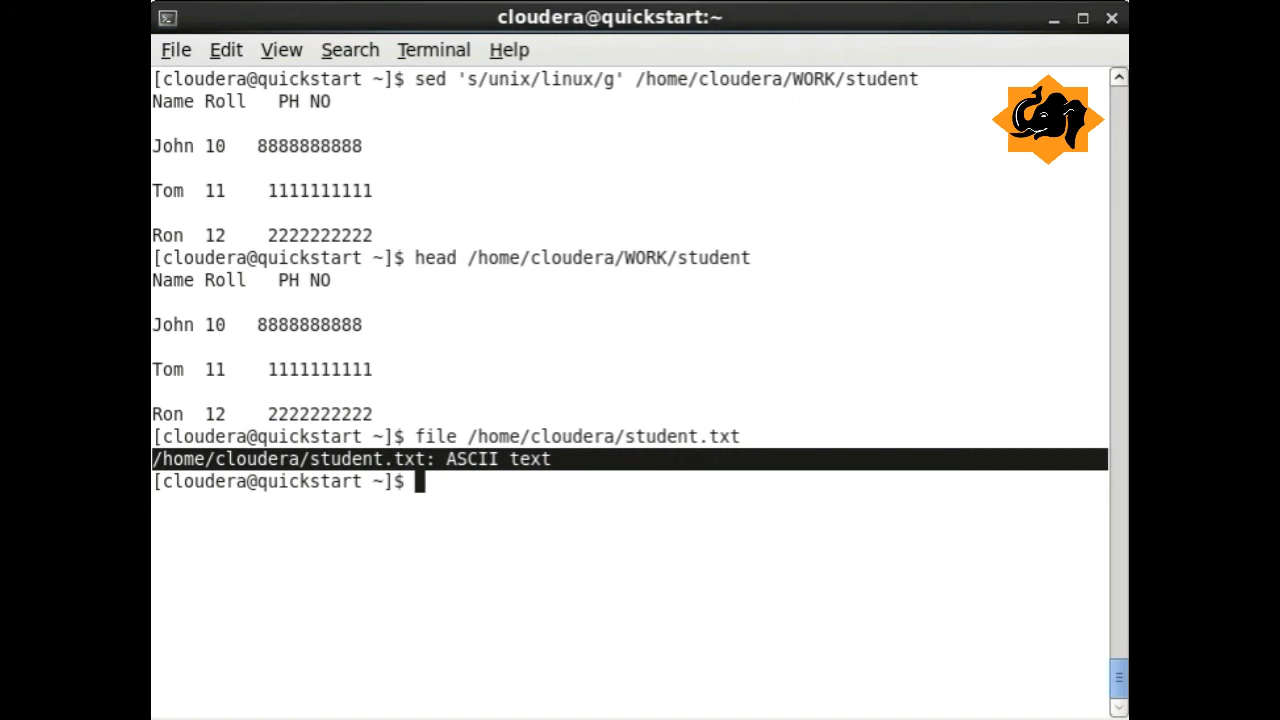 cloudera@quickstart:~
File Edit View Search Terminal Help
[cloudera@quickstart ~]$ sed 's/unix/linux/g' /home/cloudera/WORK/student
Name Roll   PH NO
John 10   8888888888
Tom  11    1111111111
Ron  12    2222222222
[cloudera@quickstart ~]$ head /home/cloudera/WORK/student
Name Roll   PH NO
John 10   8888888888
Tom  11    1111111111
Ron  12    2222222222
[cloudera@quickstart ~]$ file /home/cloudera/student.txt
/home/cloudera/student.txt: ASCII text
[cloudera@quickstart ~]$